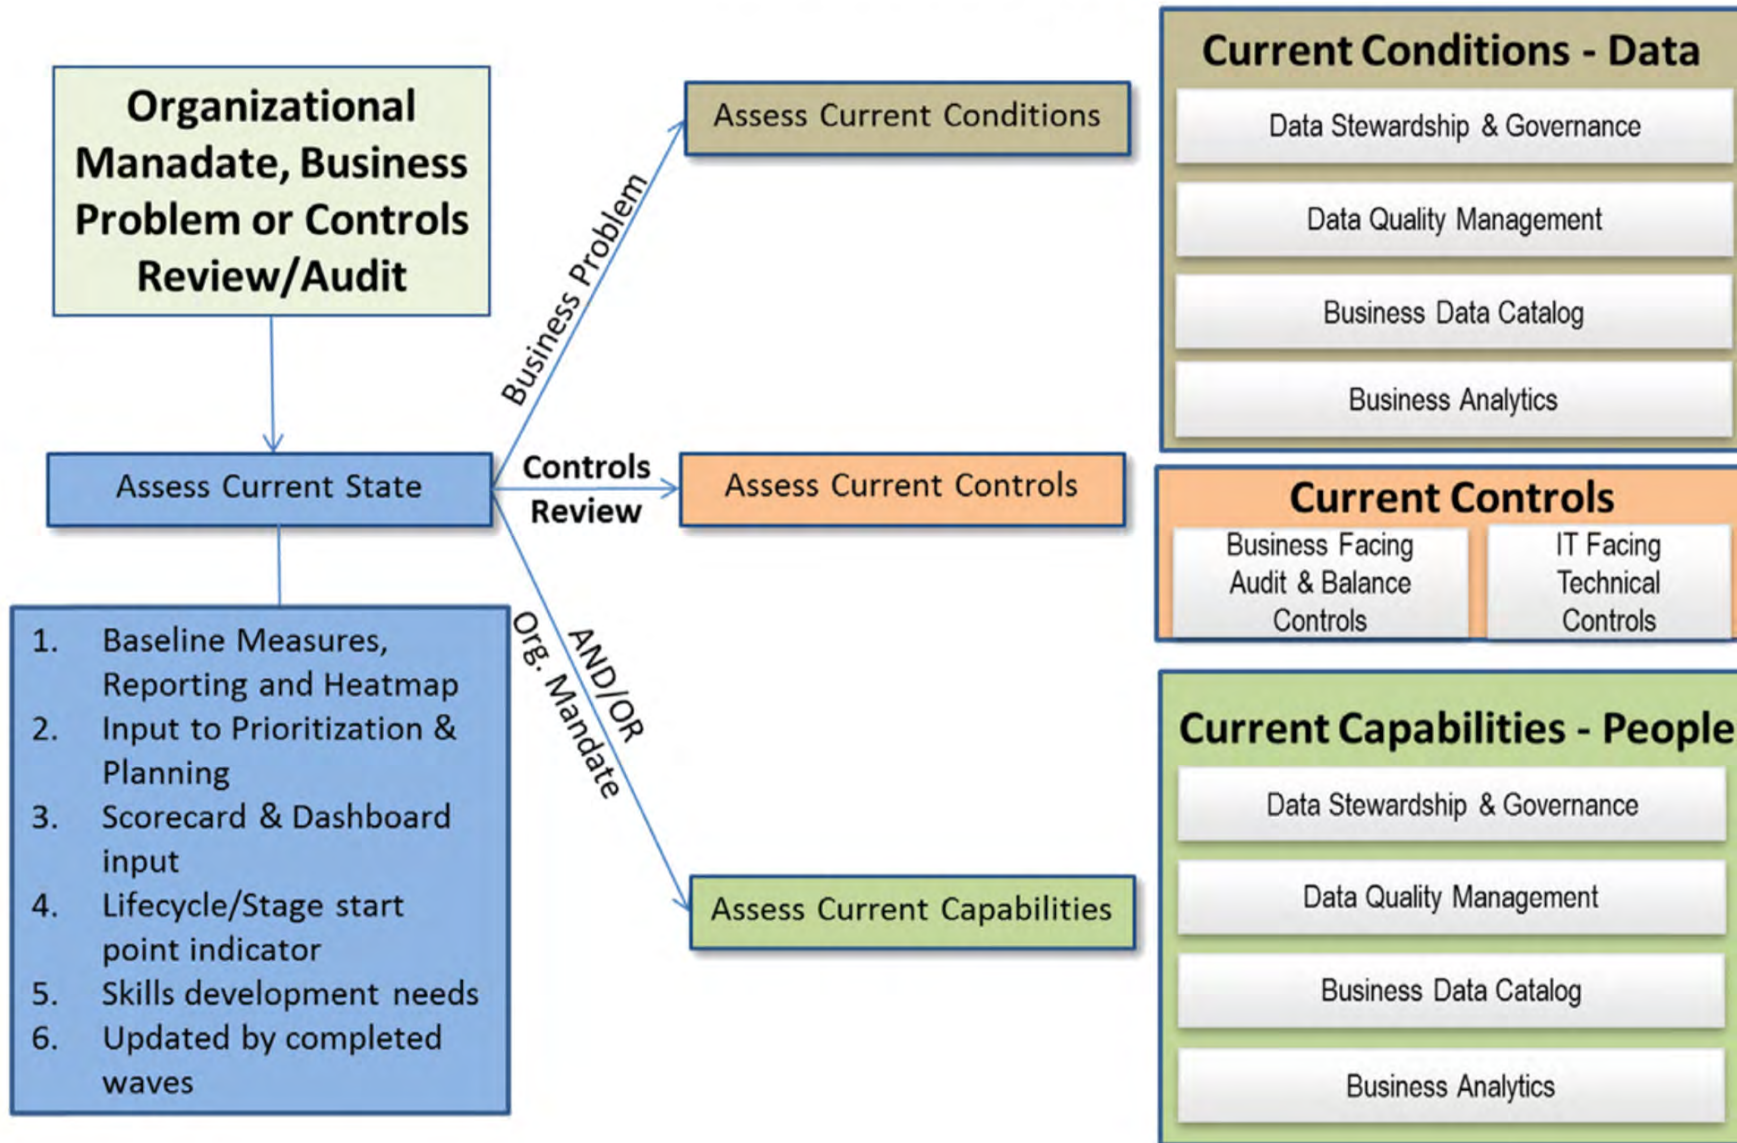 Organizational
Manadate, Business
Problem or Controls
Review/Audit
Assess Current State
1. Baseline Measures,
Reporting and Heatmap
2. Input to Prioritization &
Planning
3. Scorecard & Dashboard
input
4. Lifecycle/Stage start
point indicator
5. Skills development needs
6. Updated by completed
waves
Business Problem
Controls
Review
AND/OR
Org. Mandate
Assess Current Conditions
Assess Current Controls
Assess Current Capabilities
Current Conditions - Data
Data Stewardship & Governance
Data Quality Management
Business Data Catalog
Business Analytics
Current Controls
Business Facing
Audit & Balance
Controls
IT Facing
Technical
Controls
Current Capabilities - People
Data Stewardship & Governance
Data Quality Management
Business Data Catalog
Business Analytics